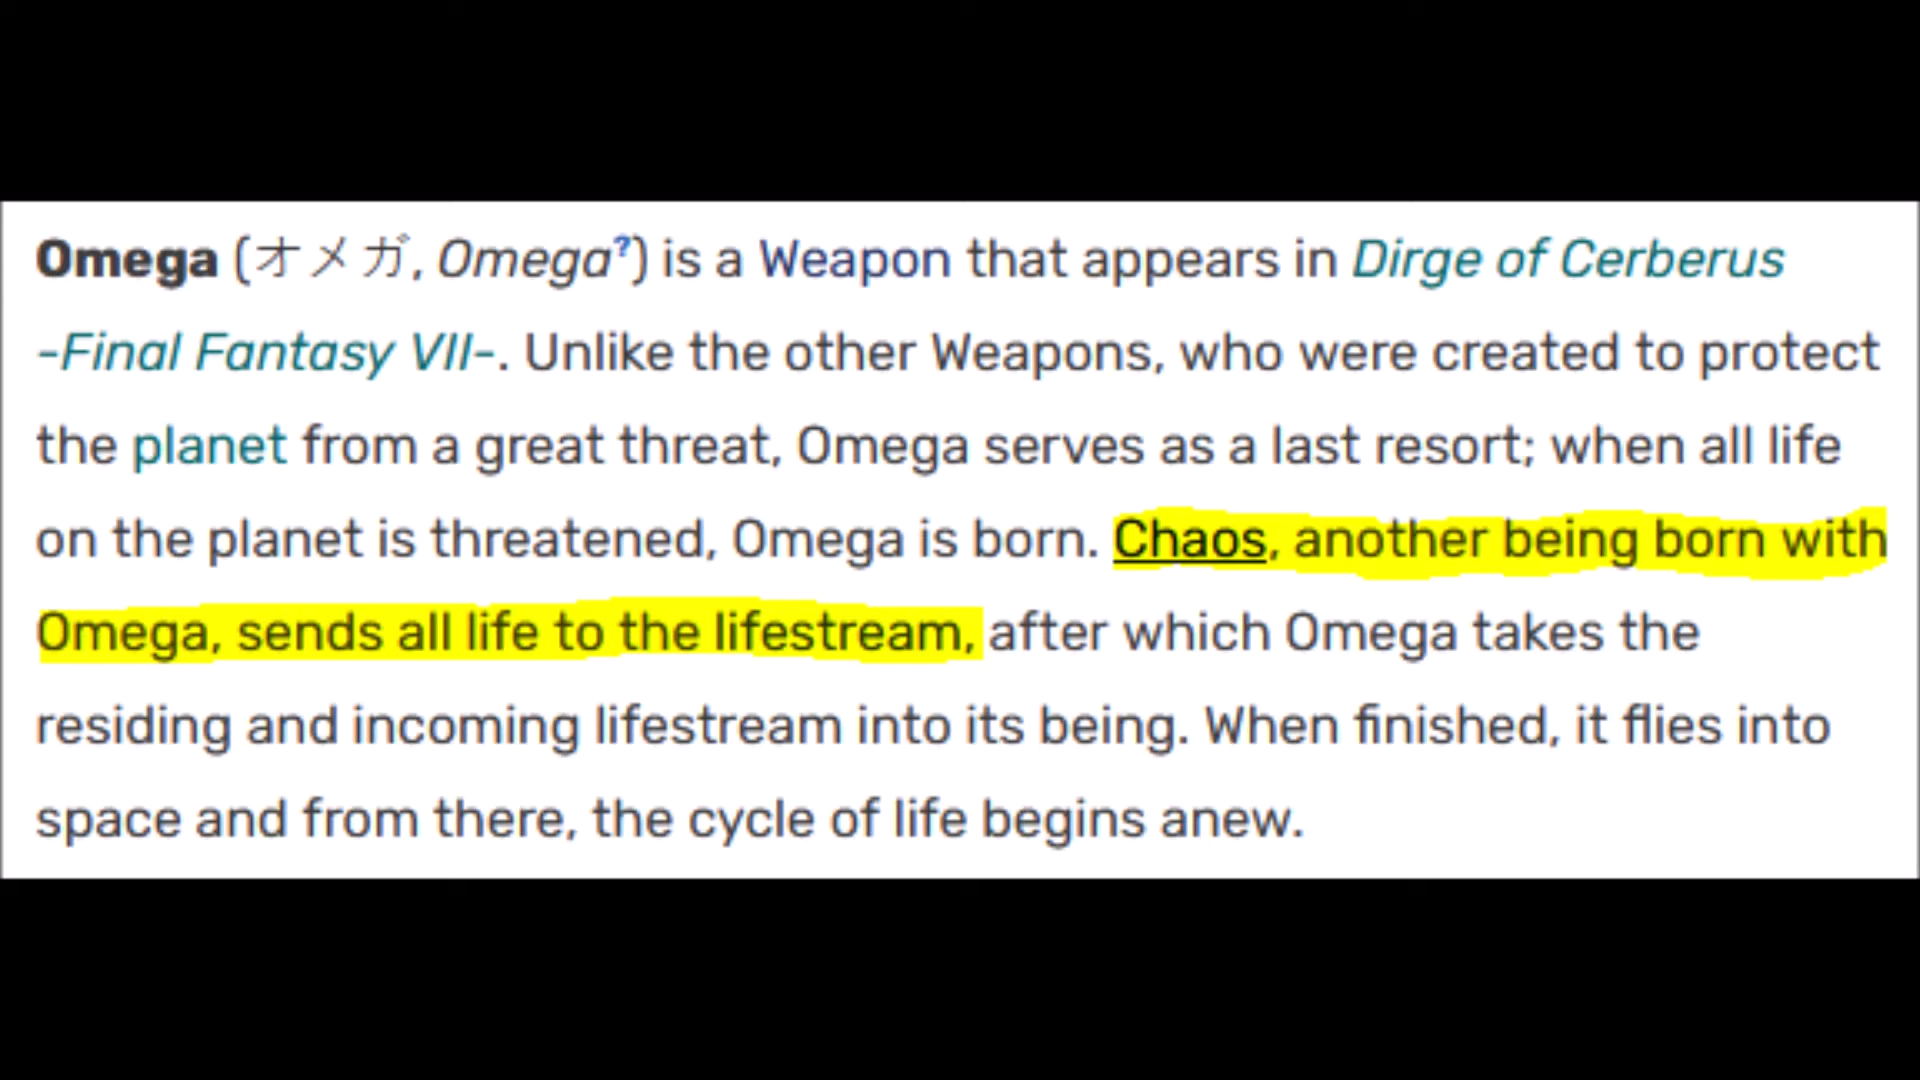 Omega (オメガ, Omega?) is a Weapon that appears in Dirge of Cerberus
-Final Fantasy VII-. Unlike the other Weapons, who were created to protect
the planet from a great threat, Omega serves as a last resort; when all life
on the planet is threatened, Omega is born. Chaos, another being born with
Omega, sends all life to the lifestream, after which Omega takes the
residing and incoming lifestream into its being. When finished, it flies into
space and from there, the cycle of life begins anew.